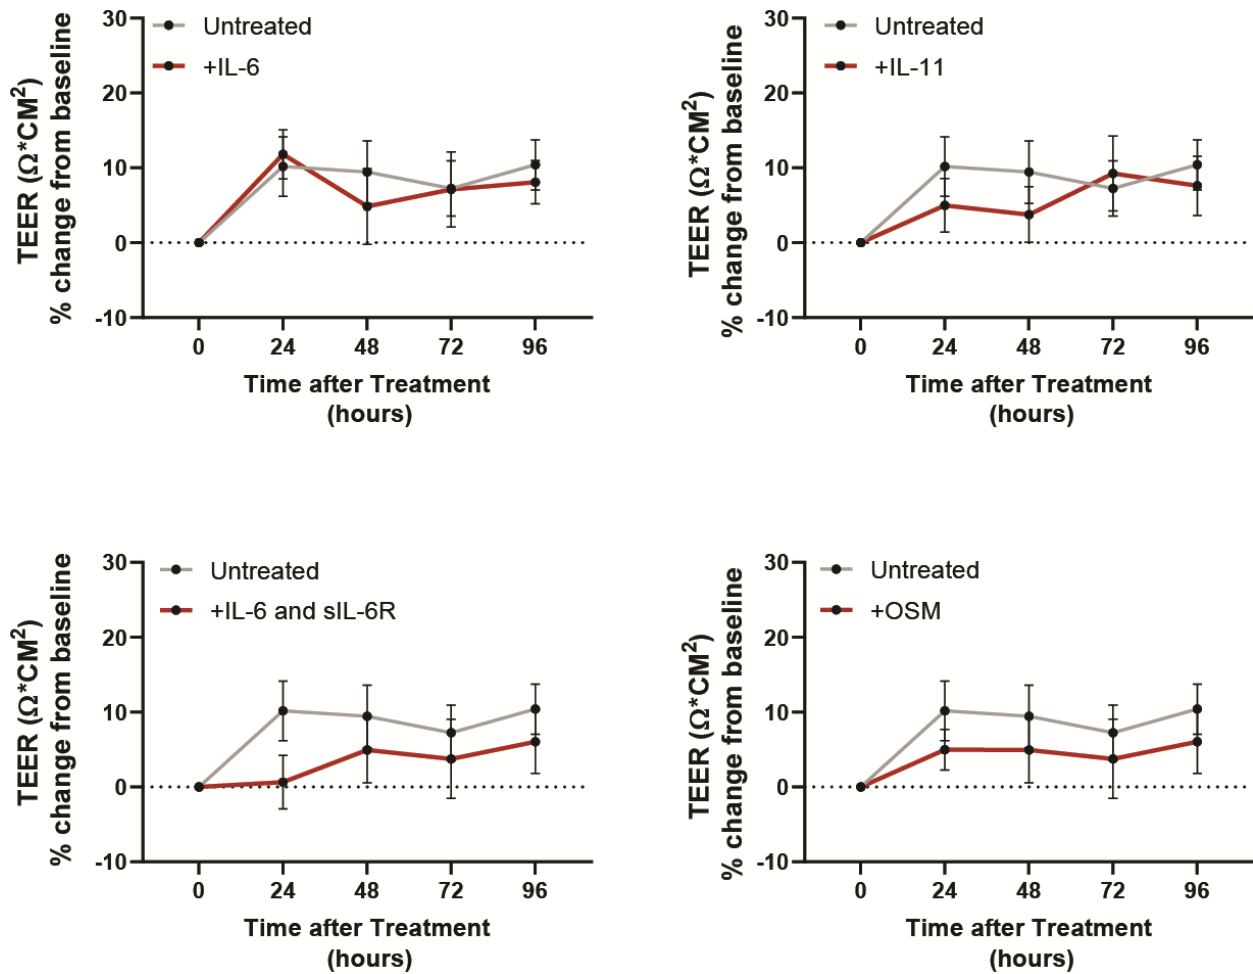 Untreated
+IL-6
TEER (Ω*CM²)
% change from baseline
30
20
10
0
-10
0 24 48 72 96
Time after Treatment
(hours)
Untreated
+IL-11
TEER (Ω*CM²)
% change from baseline
30
20
10
0
-10
0 24 48 72 96
Time after Treatment
(hours)
Untreated
+IL-6 and sIL-6R
TEER (Ω*CM²)
% change from baseline
30
20
10
0
-10
0 24 48 72 96
Time after Treatment
(hours)
Untreated
+OSM
TEER (Ω*CM²)
% change from baseline
30
20
10
0
-10
0 24 48 72 96
Time after Treatment
(hours)